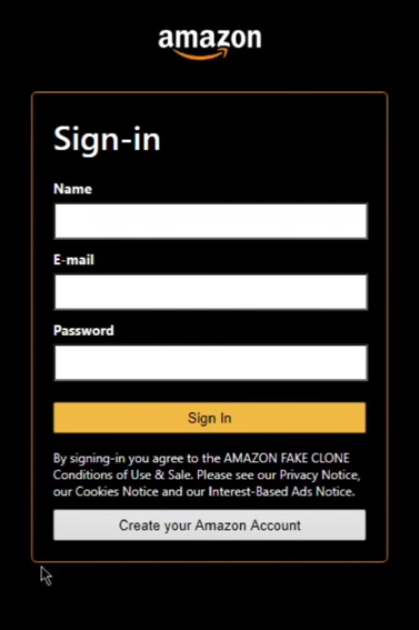 amazon
Sign-in
Name
E-mail
Password
Sign In
By signing-in you agree to the AMAZON FAKE CLONE
Conditions of Use & Sale. Please see our Privacy Notice,
our Cookies Notice and our Interest-Based Ads Notice.
Create your Amazon Account